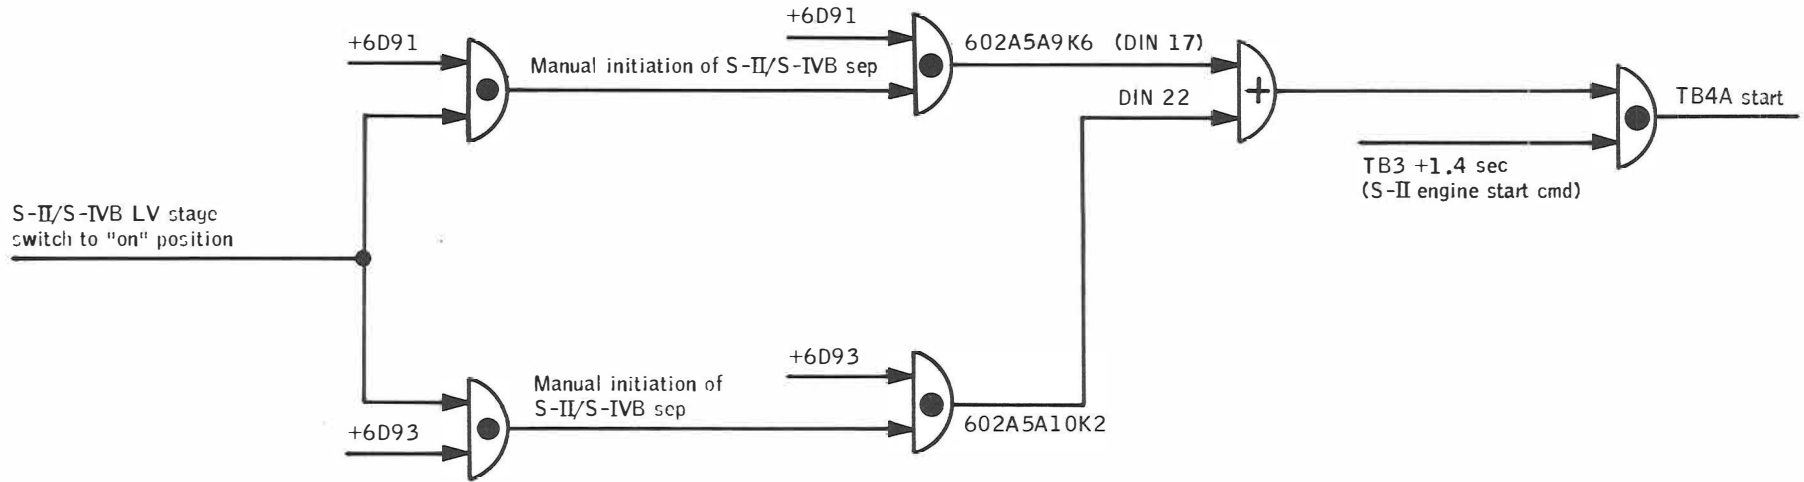 +6D91
+6D91
Manual initiation of S-II/S-IVB sep
602A5A9K6 (DIN 17)
DIN 22
TB4A start
TB3 +1.4 sec
(S-II engine start cmd)
S-II/S-IVB LV stage
switch to "on" position
+6D93
Manual initiation of
S-II/S-IVB sep
+6D93
602A5A10K2